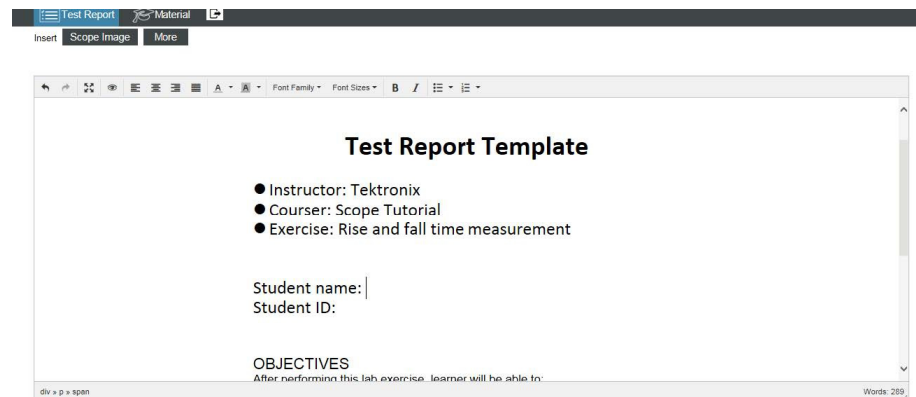 Test Report Material
Insert Scope Image More
A A Font Family Font Sizes B I
Test Report Template
● Instructor: Tektronix
● Courser: Scope Tutorial
● Exercise: Rise and fall time measurement
Student name:
Student ID:
OBJECTIVES
After performing this lab exercise, learner will be able to:
div » p » span Words: 289